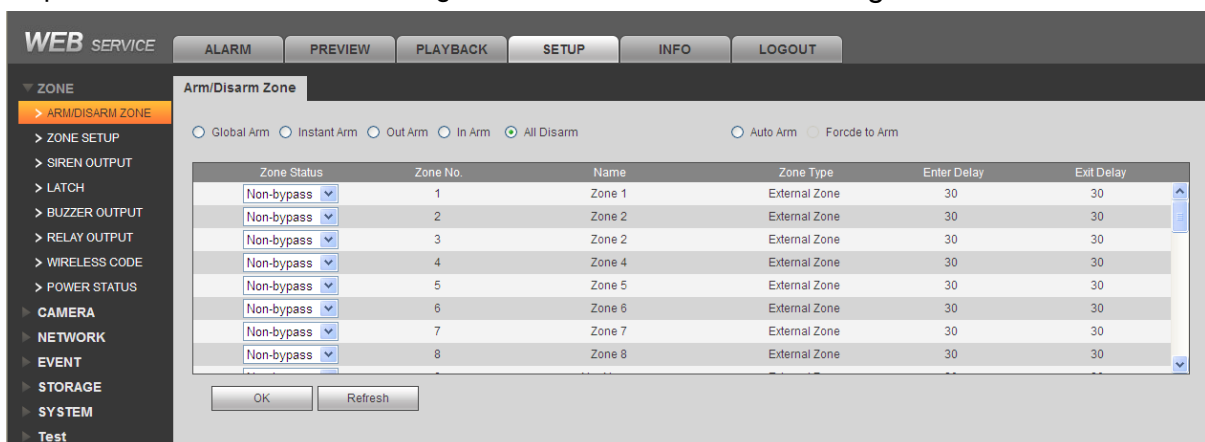 WEB SERVICE
ALARM PREVIEW PLAYBACK SETUP INFO LOGOUT
ZONE
> ARM/DISARM ZONE
> ZONE SETUP
> SIREN OUTPUT
> LATCH
> BUZZER OUTPUT
> RELAY OUTPUT
> WIRELESS CODE
> POWER STATUS
CAMERA
NETWORK
EVENT
STORAGE
SYSTEM
Test
Arm/Disarm Zone
Global Arm Instant Arm Out Arm In Arm All Disarm Auto Arm Forcde to Arm
Zone Status Zone No. Name Zone Type Enter Delay Exit Delay
Non-bypass 1 Zone 1 External Zone 30 30
Non-bypass 2 Zone 2 External Zone 30 30
Non-bypass 3 Zone 2 External Zone 30 30
Non-bypass 4 Zone 4 External Zone 30 30
Non-bypass 5 Zone 5 External Zone 30 30
Non-bypass 6 Zone 6 External Zone 30 30
Non-bypass 7 Zone 7 External Zone 30 30
Non-bypass 8 Zone 8 External Zone 30 30
OK Refresh